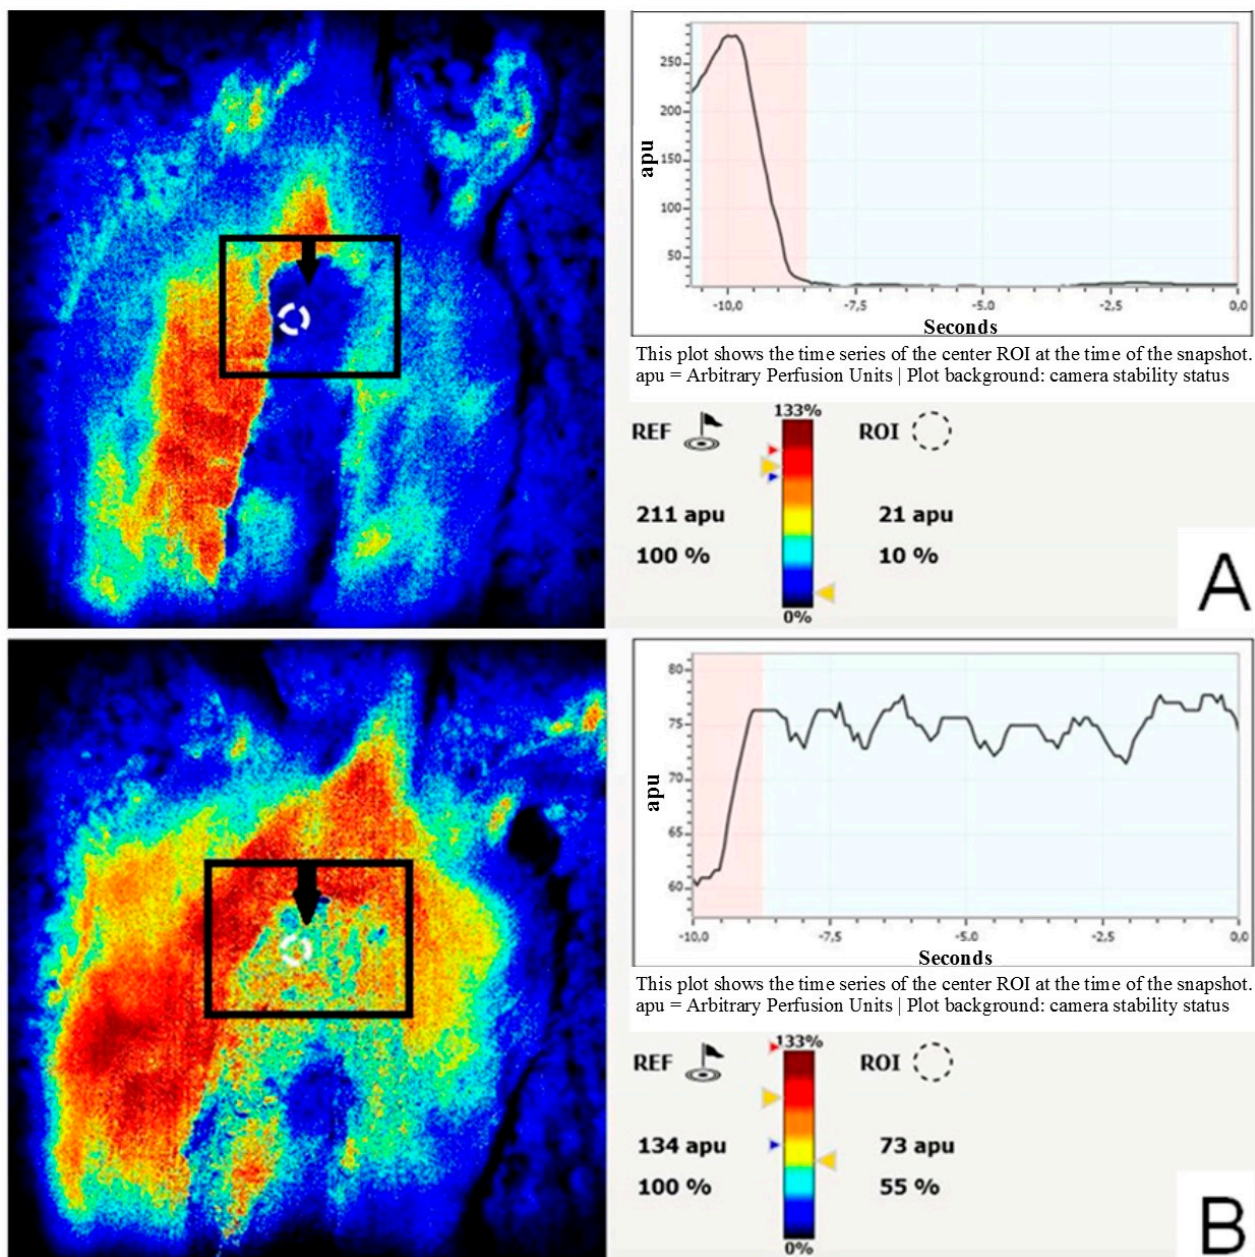 250
200
150
100
50
apu
-10,0
-7,5
-5,0
-2,5
0,0
Seconds
This plot shows the time series of the center ROI at the time of the snapshot.
apu = Arbitrary Perfusion Units | Plot background: camera stability status
133%
REF
ROI
211 apu
21 apu
100 %
10 %
0%
A
80
75
70
65
60
apu
-10,0
-7,5
-5,0
-2,5
0,0
Seconds
This plot shows the time series of the center ROI at the time of the snapshot.
apu = Arbitrary Perfusion Units | Plot background: camera stability status
133%
REF
ROI
134 apu
73 apu
100 %
55 %
0%
B